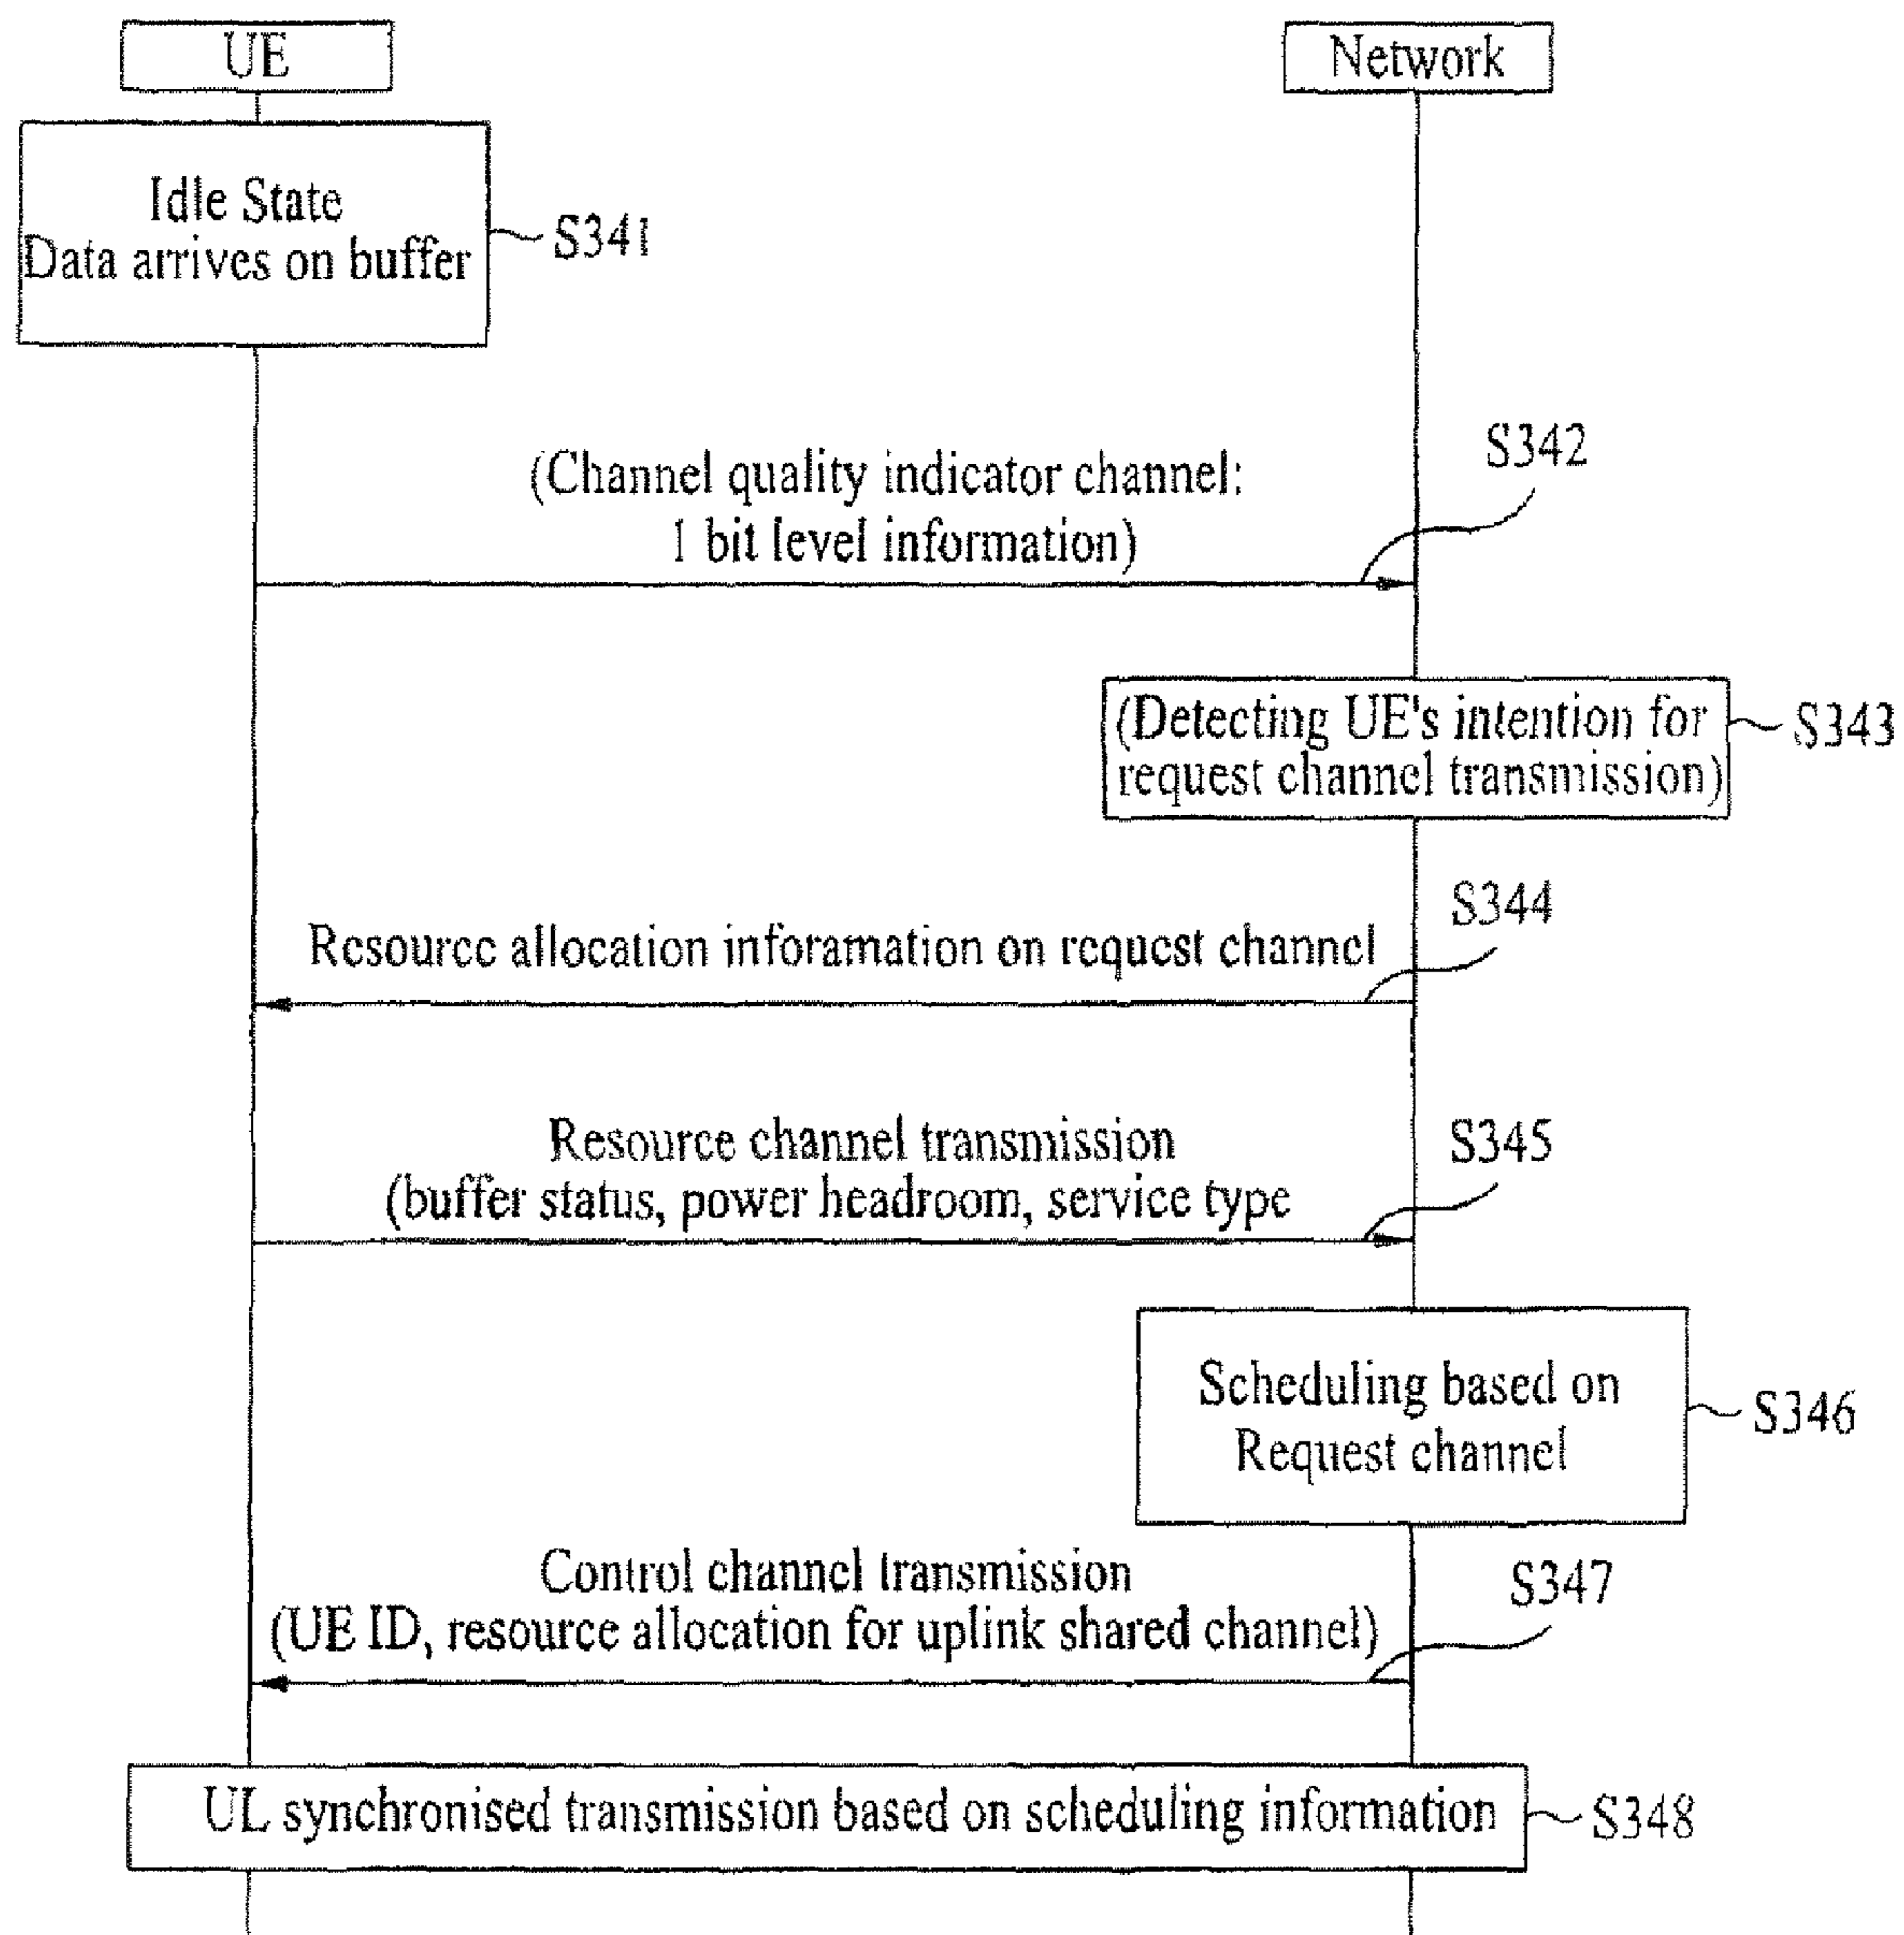 UE
Network
Idle State
Data arrives on buffer
S341
(Channel quality indicator channel:
1 bit level information)
S342
(Detecting UE's intention for
request channel transmission)
S343
S344
Resource allocation inforamation on request channel
Resource channel transmission
(buffer status, power headroom, service type
S345
Scheduling based on
Request channel
S346
Control channel transmission
(UE ID, resource allocation for uplink shared channel)
S347
UL synchronised transmission based on scheduling information
S348